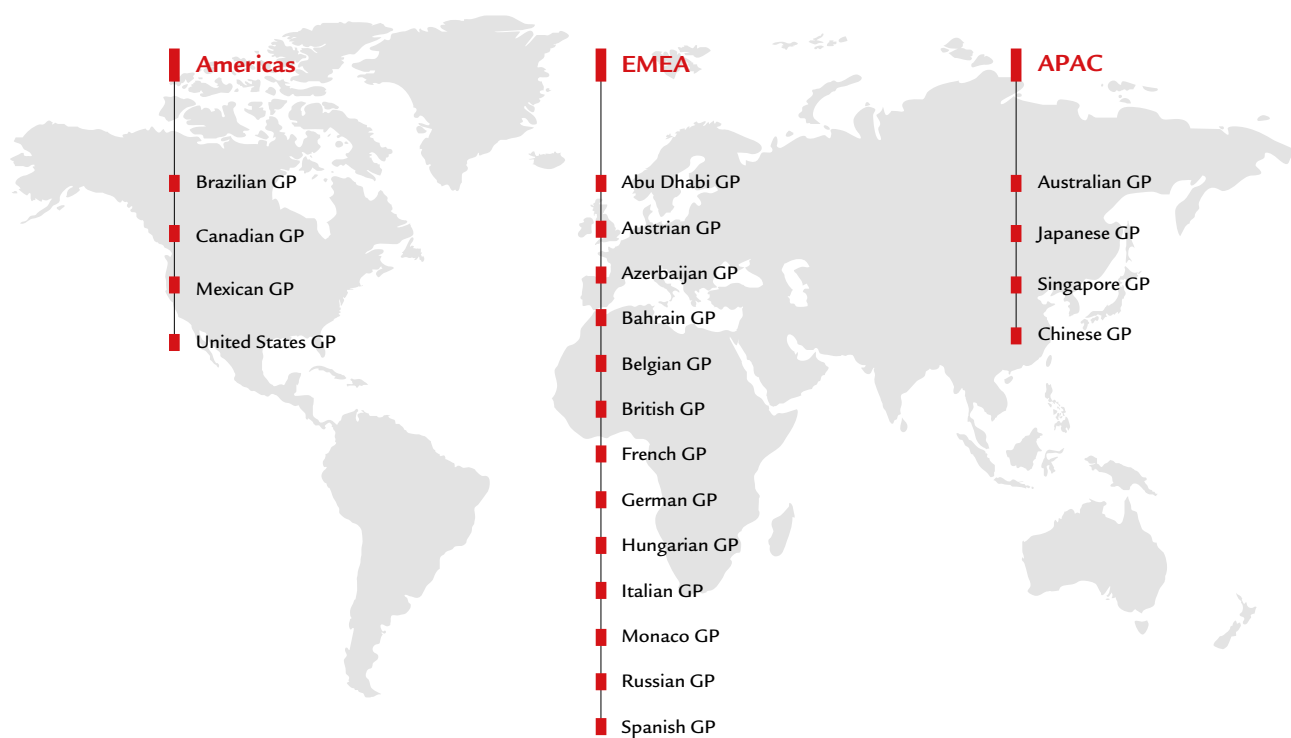 Americas
Brazilian GP
Canadian GP
Mexican GP
United States GP
EMEA
Abu Dhabi GP
Austrian GP
Azerbaijan GP
Bahrain GP
Belgian GP
British GP
French GP
German GP
Hungarian GP
Italian GP
Monaco GP
Russian GP
Spanish GP
APAC
Australian GP
Japanese GP
Singapore GP
Chinese GP